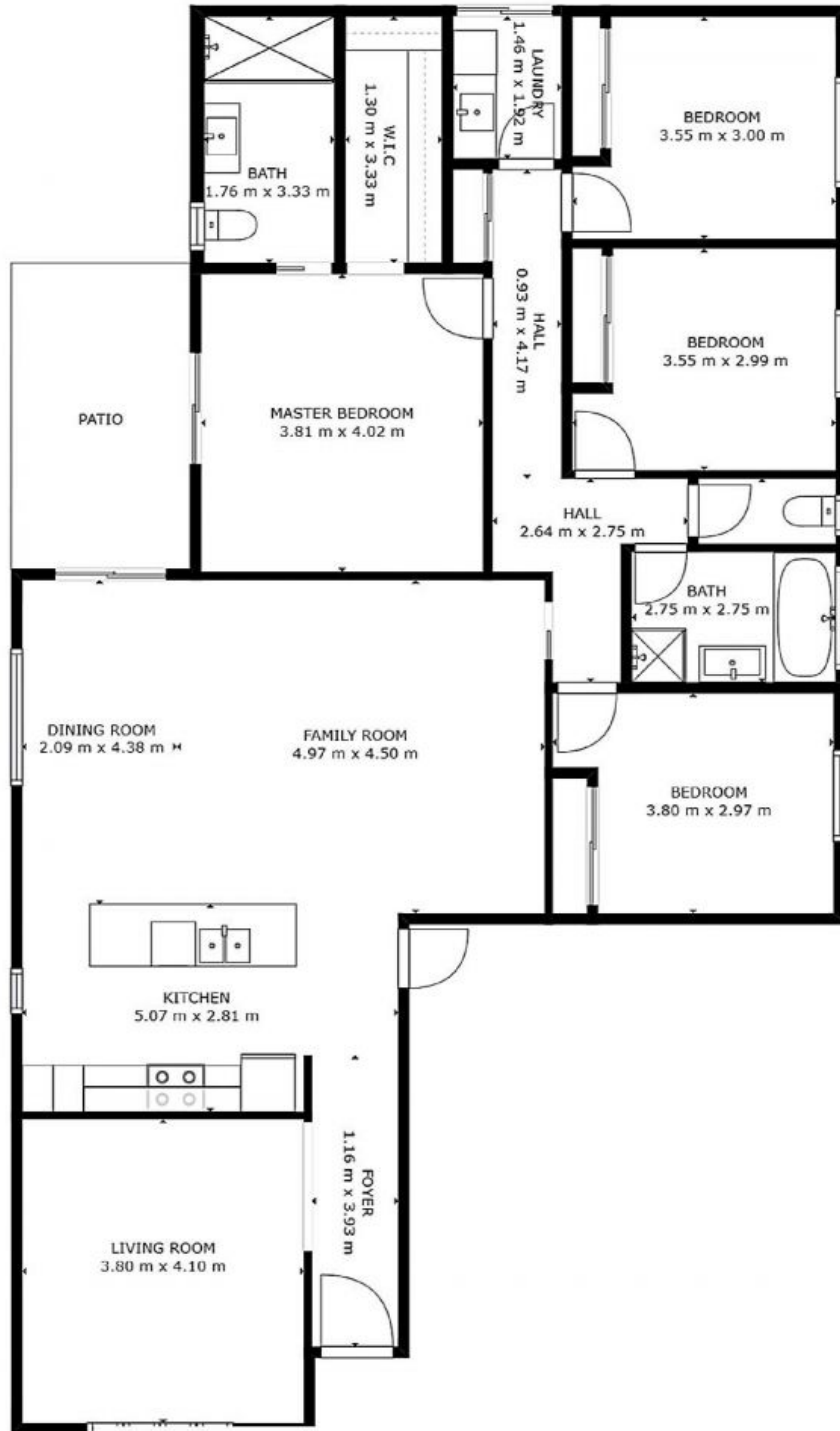 LAUNDRY
1.46 m x 1.92 m
BEDROOM
3.55 m x 3.00 m
W.I.C
1.30 m x 3.33 m
BATH
1.76 m x 3.33 m
HALL
0.93 m x 4.17 m
BEDROOM
3.55 m x 2.99 m
PATIO
MASTER BEDROOM
3.81 m x 4.02 m
HALL
2.64 m x 2.75 m
BATH
2.75 m x 2.75 m
DINING ROOM
2.09 m x 4.38 m
FAMILY ROOM
4.97 m x 4.50 m
BEDROOM
3.80 m x 2.97 m
KITCHEN
5.07 m x 2.81 m
FOYER
1.16 m x 3.93 m
LIVING ROOM
3.80 m x 4.10 m